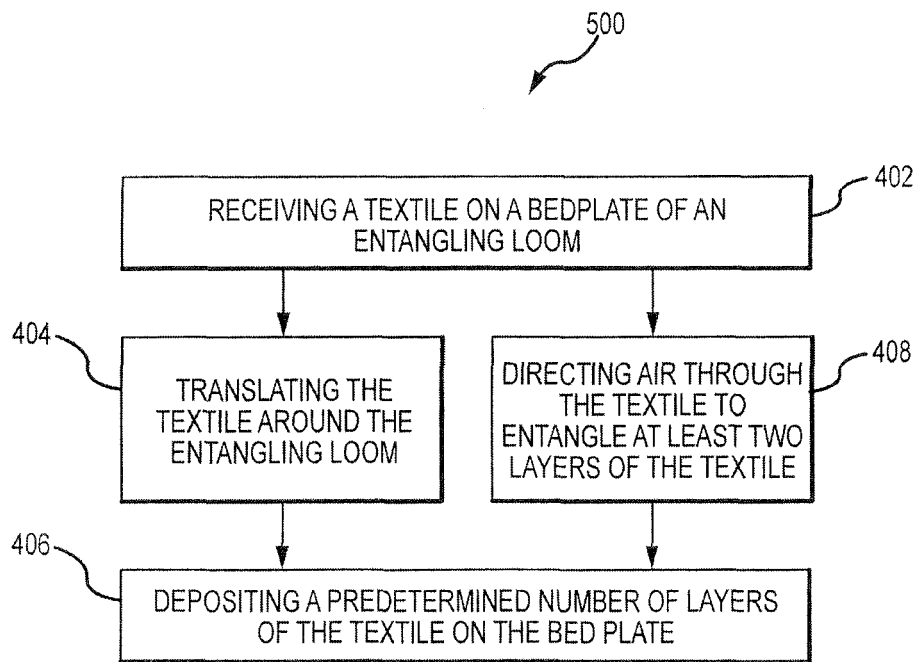 500
402
RECEIVING A TEXTILE ON A BEDPLATE OF AN
ENTANGLING LOOM
404
TRANSLATING THE
TEXTILE AROUND THE
ENTANGLING LOOM
408
DIRECTING AIR THROUGH
THE TEXTILE TO
ENTANGLE AT LEAST TWO
LAYERS OF THE TEXTILE
406
DEPOSITING A PREDETERMINED NUMBER OF LAYERS
OF THE TEXTILE ON THE BED PLATE